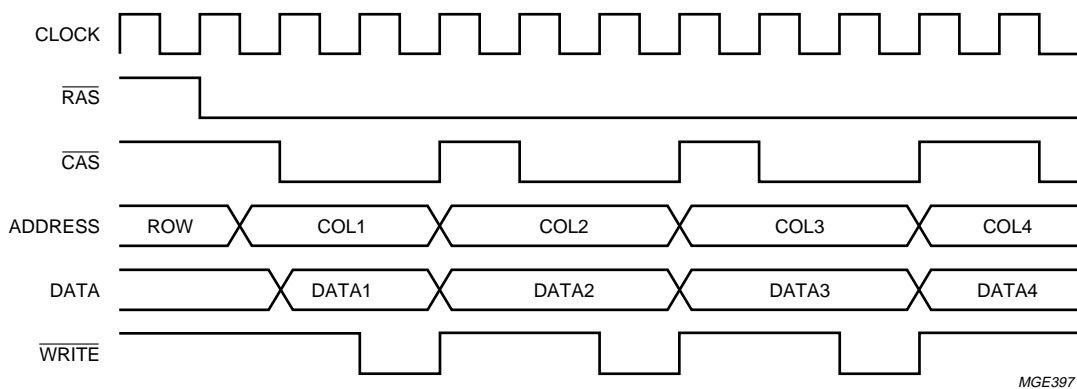 CLOCK
RAS
CAS
ADDRESS ROW COL1 COL2 COL3 COL4
DATA DATA1 DATA2 DATA3 DATA4
WRITE
MGE397